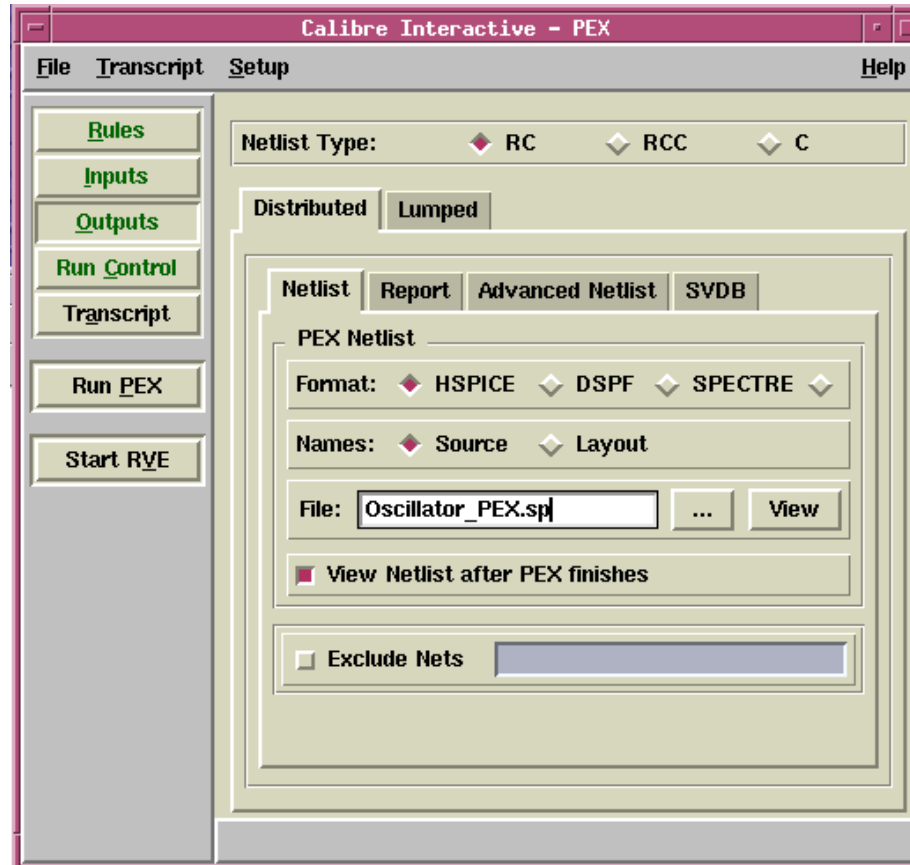 Calibre Interactive - PEX
File Transcript Setup Help
Rules
Inputs
Outputs
Run Control
Transcript
Run PEX
Start RVE
Netlist Type: RC RCC C
Distributed Lumped
Netlist Report Advanced Netlist SVDB
PEX Netlist
Format: HSPICE DSPF SPECTRE
Names: Source Layout
File: Oscillator_PEX.sp ... View
View Netlist after PEX finishes
Exclude Nets